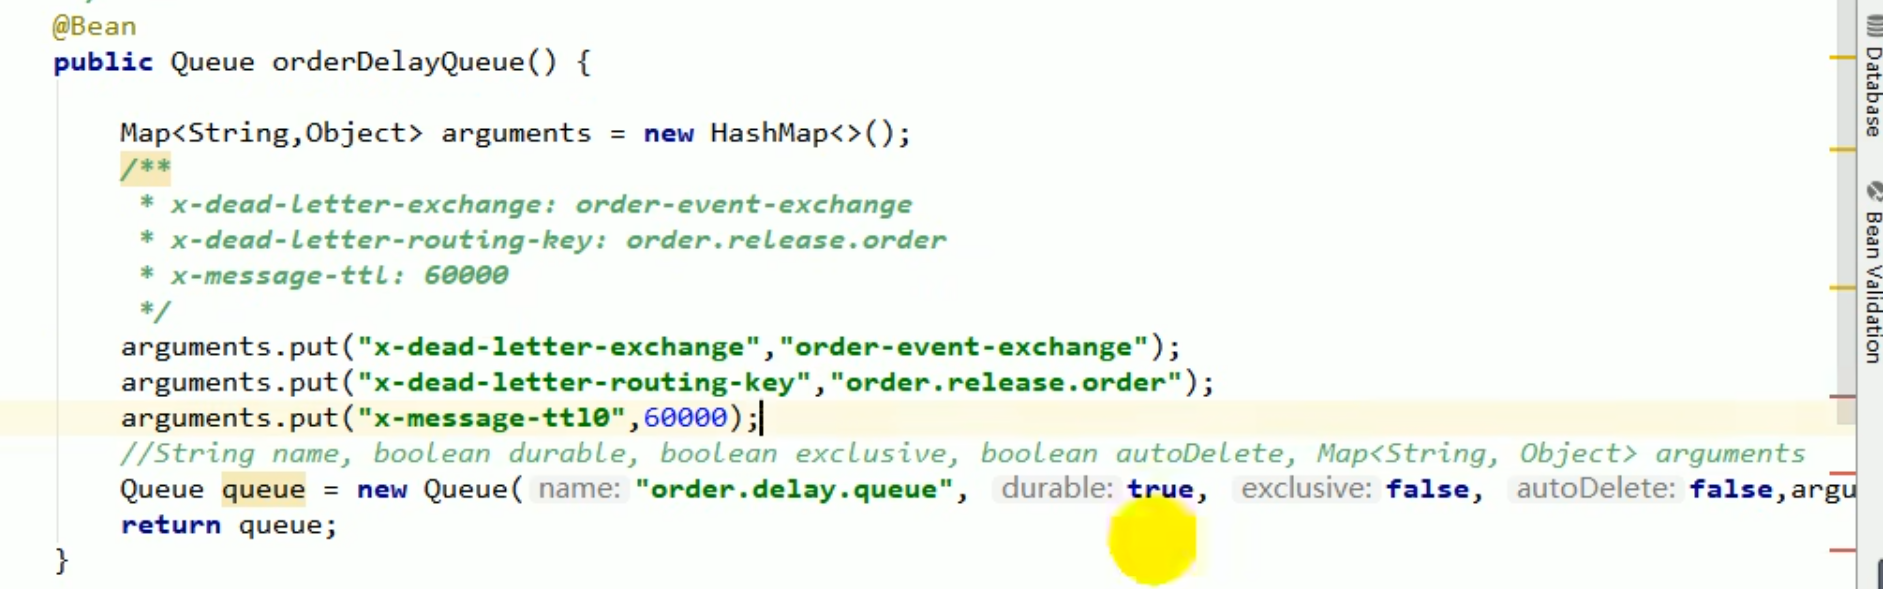 @Bean
public Queue orderDelayQueue() {
Map<String,Object> arguments = new HashMap<>();
/**
* x-dead-letter-exchange: order-event-exchange
* x-dead-letter-routing-key: order.release.order
* x-message-ttl: 60000
*/
arguments.put("x-dead-letter-exchange","order-event-exchange");
arguments.put("x-dead-letter-routing-key","order.release.order");
arguments.put("x-message-ttl0",60000);
//String name, boolean durable, boolean exclusive, boolean autoDelete, Map<String, Object> arguments
Queue queue = new Queue( name: "order.delay.queue", durable: true, exclusive: false, autoDelete: false,argu
return queue;
}
Database
Bean Validation